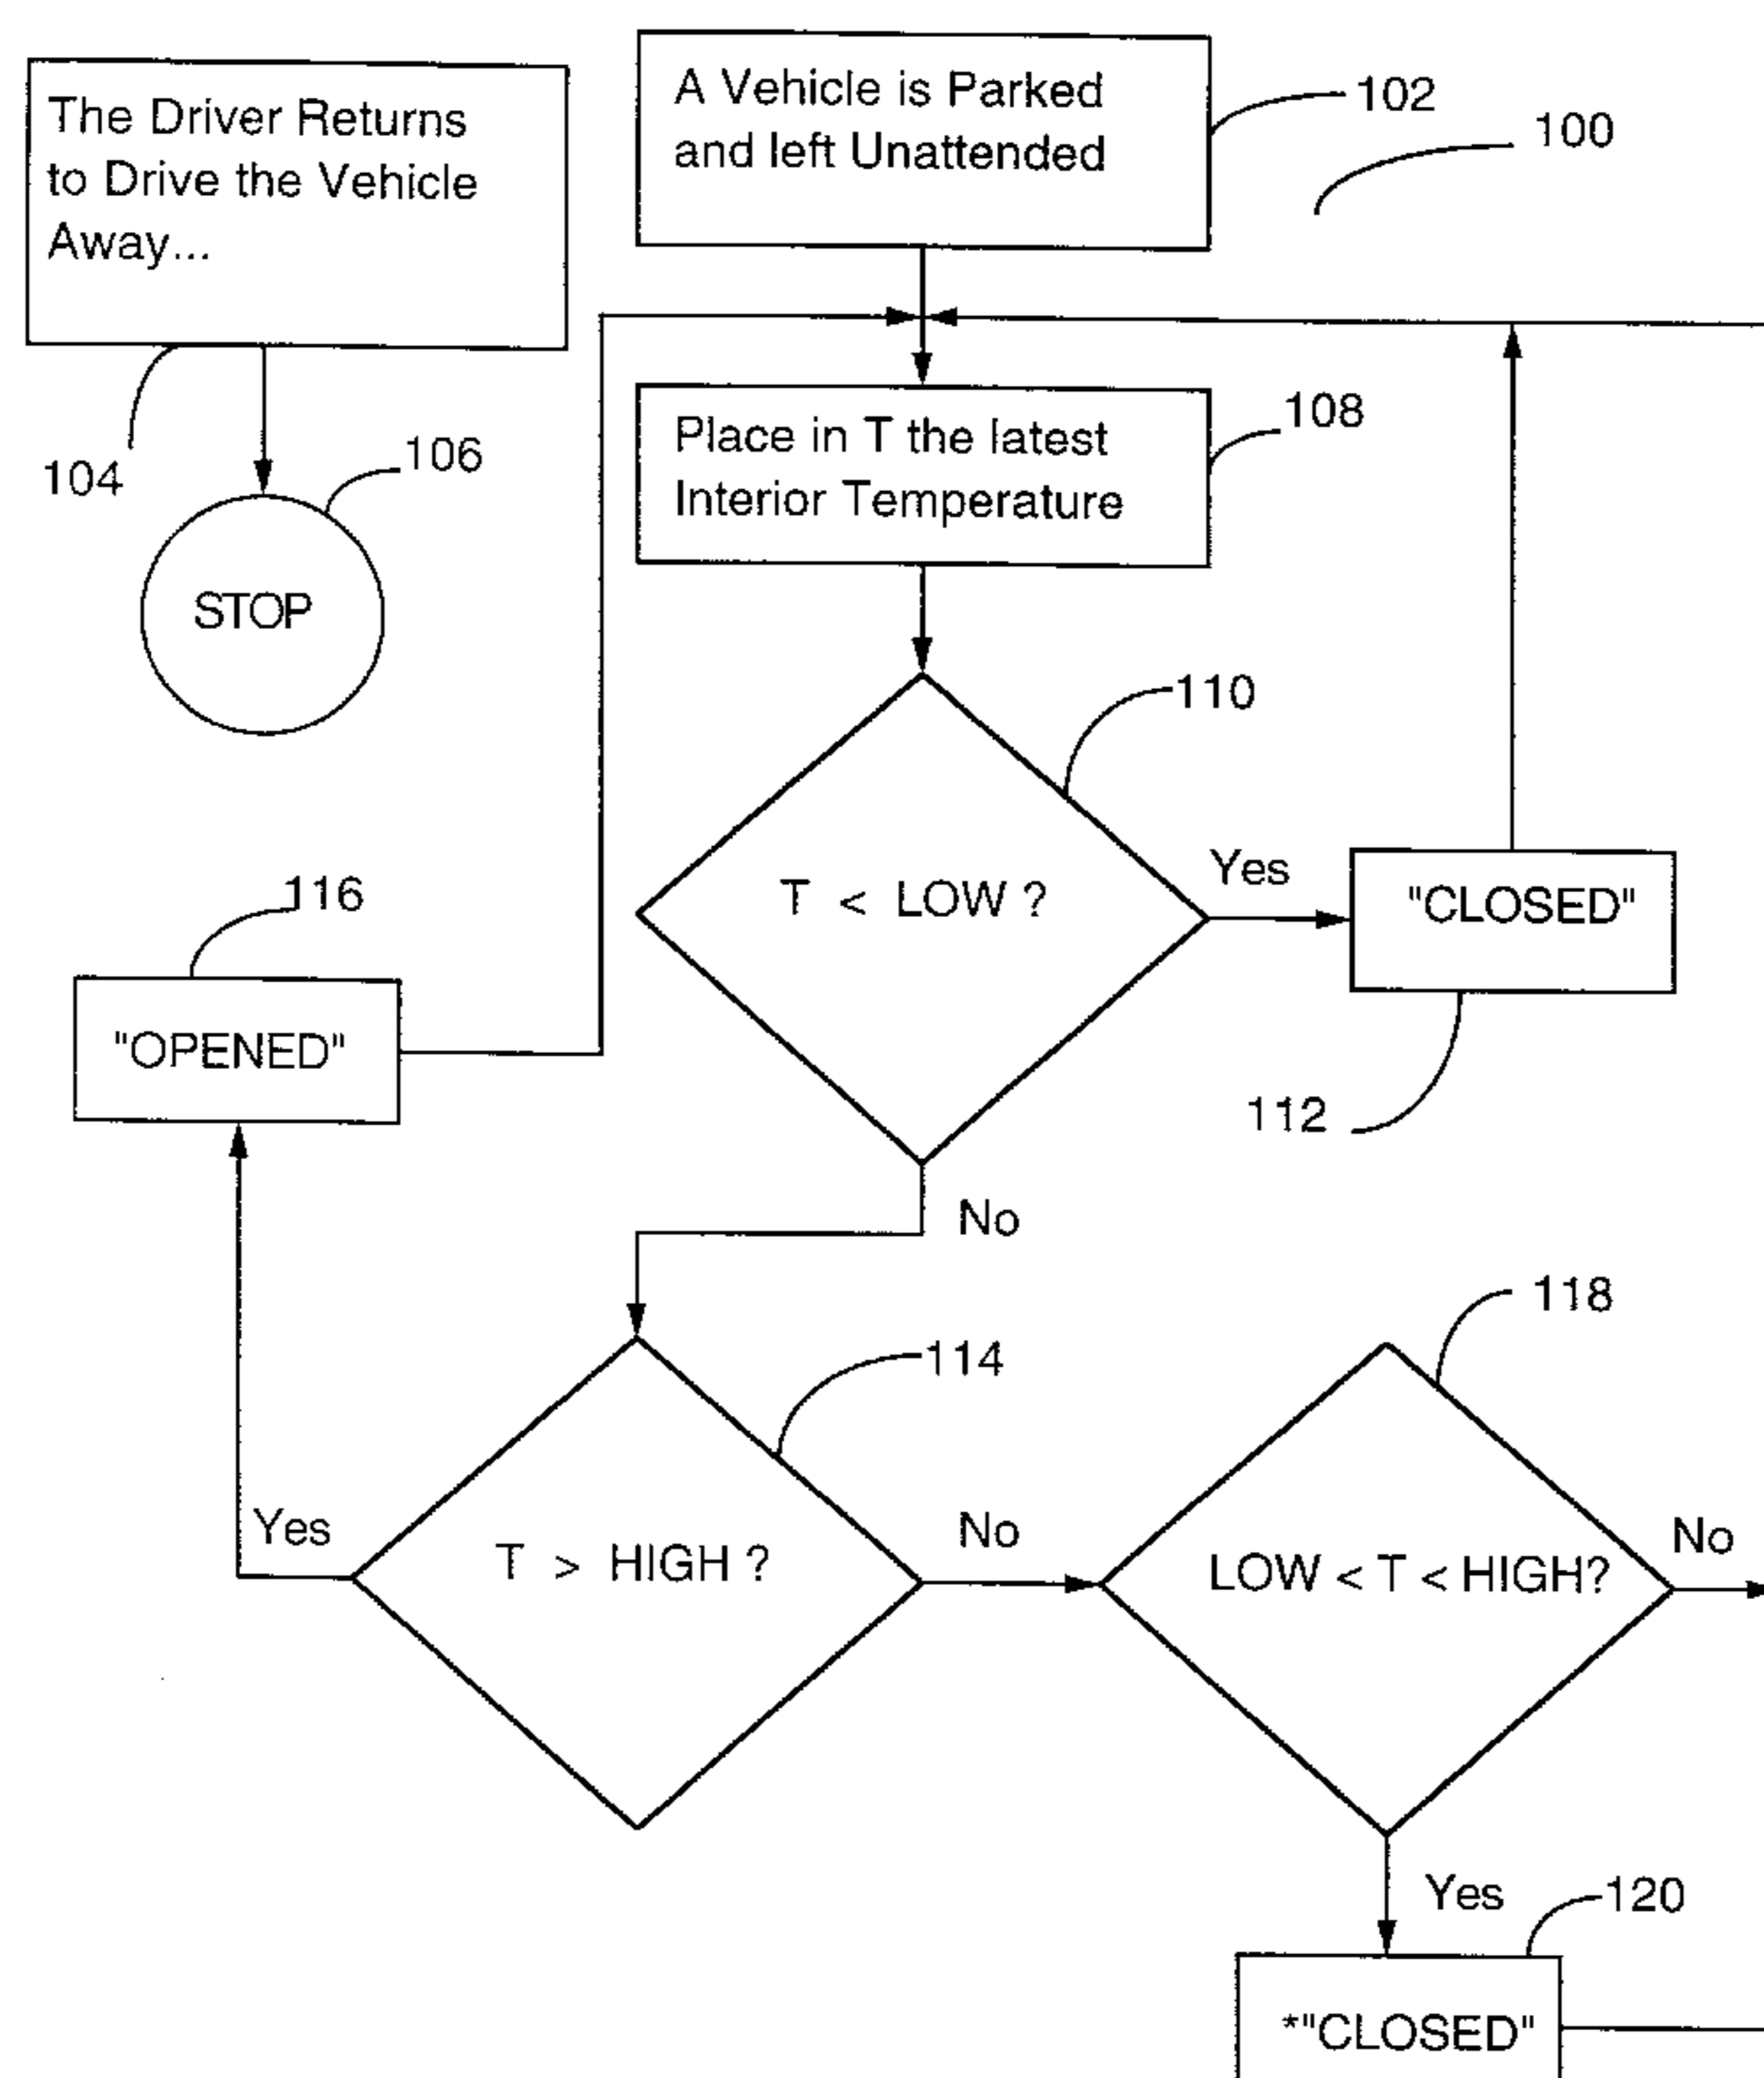 The Driver Returns
to Drive the Vehicle
Away...
A Vehicle is Parked
and left Unattended
102
100
104
106
STOP
Place in T the latest
Interior Temperature
108
110
T < LOW ?
Yes
"CLOSED"
112
116
"OPENED"
No
114
118
Yes
T > HIGH ?
No
LOW < T < HIGH?
No
Yes
120
*"CLOSED"